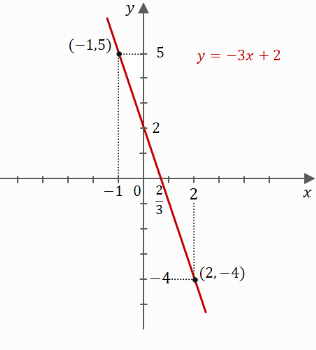 y
(−1,5)
5
y = −3x + 2
2
−1 0 2/3 2 x
−4 (2,−4)